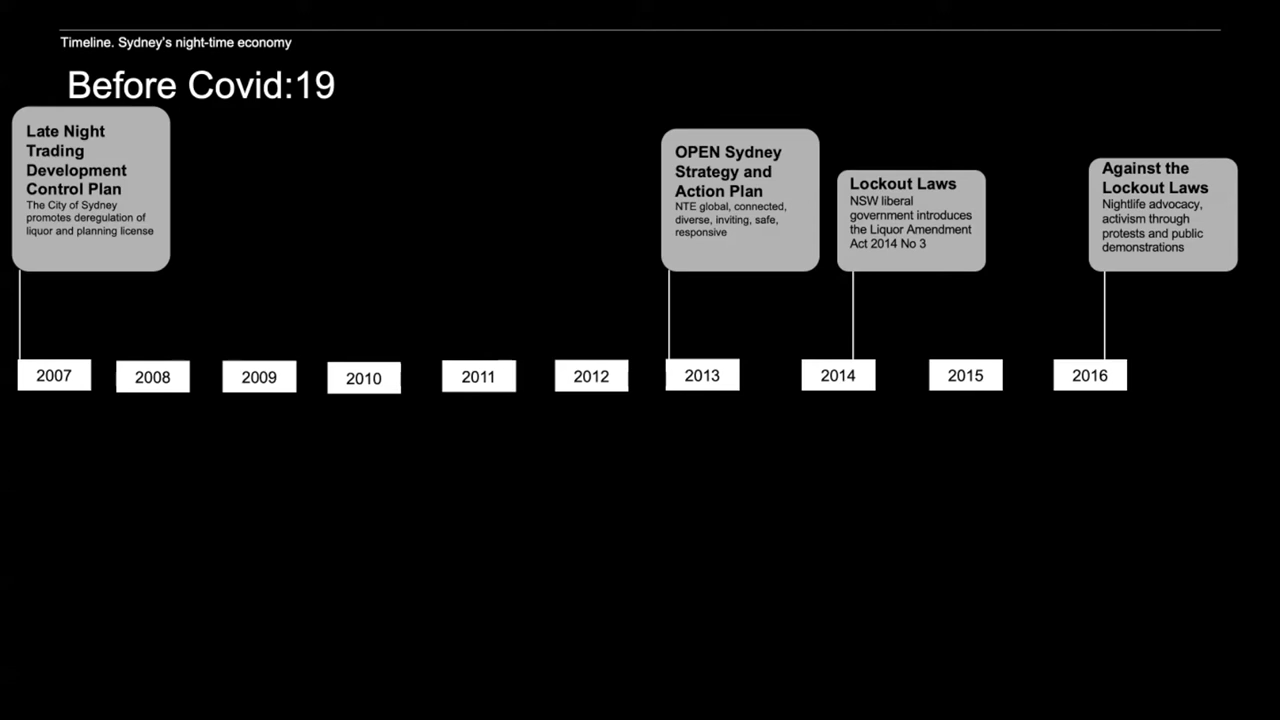 Timeline. Sydney's night-time economy
Before Covid:19
Late Night
Trading
Development
Control Plan
The City of Sydney
promotes deregulation of
liquor and planning license
OPEN Sydney
Strategy and
Action Plan
NTE global, connected,
diverse, inviting, safe,
responsive
Lockout Laws
NSW liberal
government introduces
the Liquor Amendment
Act 2014 No 3
Against the
Lockout Laws
Nightlife advocacy,
activism through
protests and public
demonstrations
2007
2008
2009
2010
2011
2012
2013
2014
2015
2016